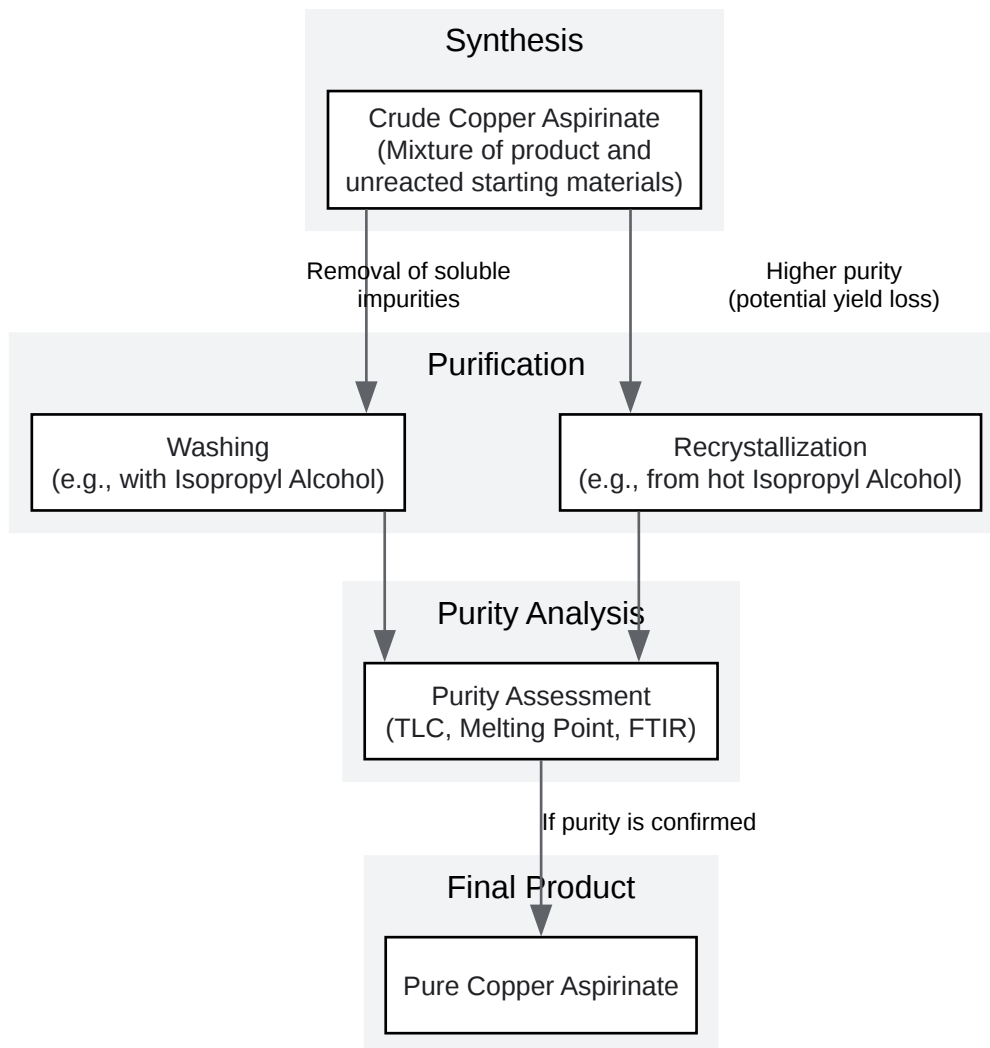 Synthesis
Crude Copper Aspirinate
(Mixture of product and
unreacted starting materials)
Removal of soluble
impurities
Higher purity
(potential yield loss)
Purification
Washing
(e.g., with Isopropyl Alcohol)
Recrystallization
(e.g., from hot Isopropyl Alcohol)
Purity Analysis
Purity Assessment
(TLC, Melting Point, FTIR)
If purity is confirmed
Final Product
Pure Copper Aspirinate